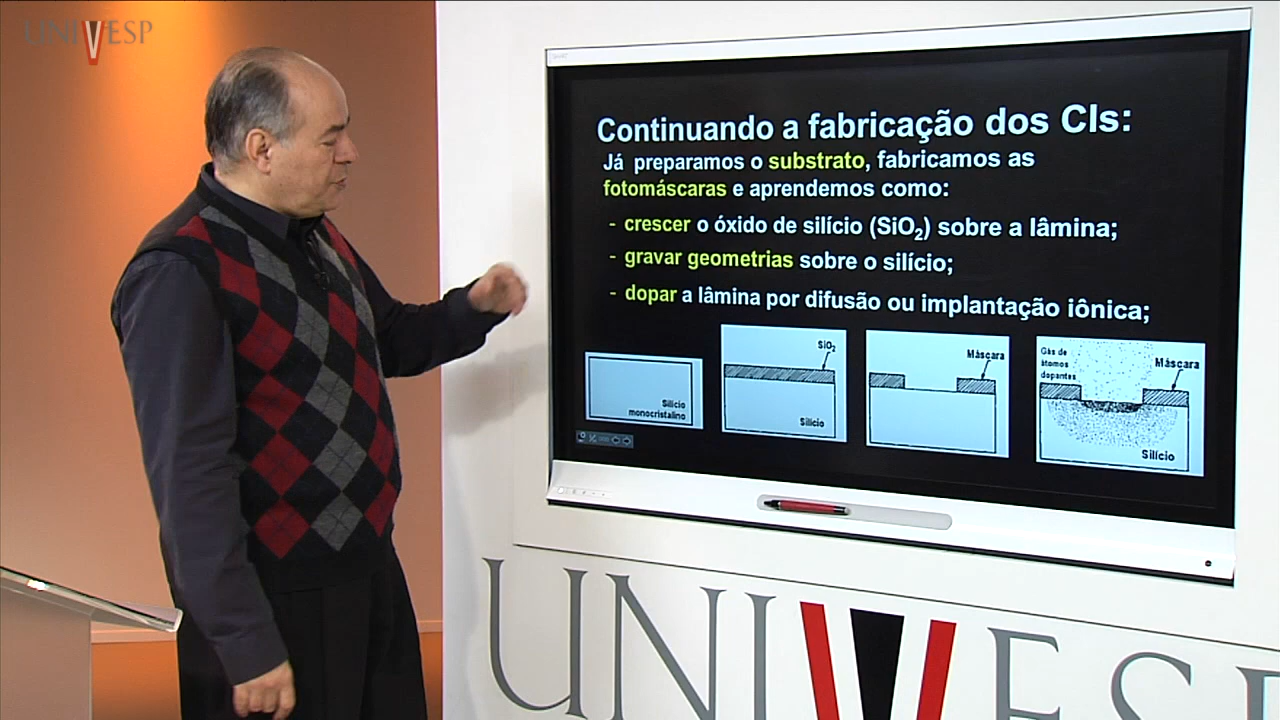 UNIVESP
Continuando a fabricação dos CIs:
Já preparamos o substrato, fabricamos as
fotomáscaras e aprendemos como:
- crescer o óxido de silício (SiO₂) sobre a lâmina;
- gravar geometrias sobre o silício;
- dopar a lâmina por difusão ou implantação iônica;
Silício
monocristalino
SiO₂
Silício
Máscara
Gás de
átomos
dopantes
Máscara
Silício
UNIVESP